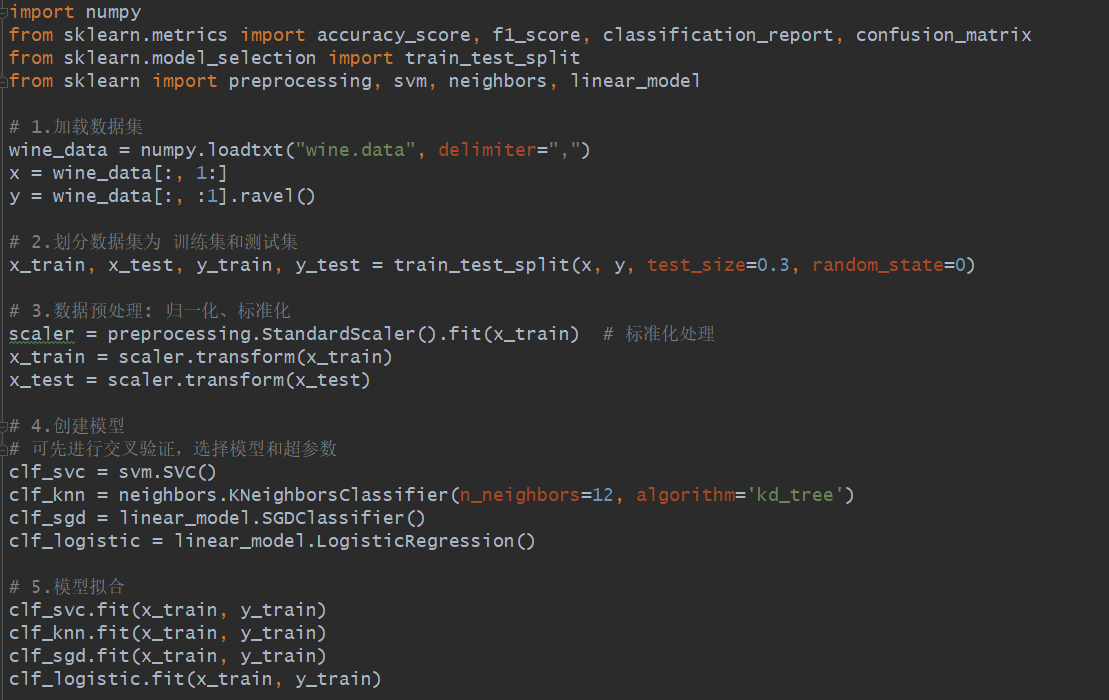 import numpy
from sklearn.metrics import accuracy_score, f1_score, classification_report, confusion_matrix
from sklearn.model_selection import train_test_split
from sklearn import preprocessing, svm, neighbors, linear_model
# 1.加载数据集
wine_data = numpy.loadtxt("wine.data", delimiter=",")
x = wine_data[:, 1:]
y = wine_data[:, :1].ravel()
# 2.划分数据集为 训练集和测试集
x_train, x_test, y_train, y_test = train_test_split(x, y, test_size=0.3, random_state=0)
# 3.数据预处理: 归一化、标准化
scaler = preprocessing.StandardScaler().fit(x_train)  # 标准化处理
x_train = scaler.transform(x_train)
x_test = scaler.transform(x_test)
# 4.创建模型
# 可先进行交叉验证，选择模型和超参数
clf_svc = svm.SVC()
clf_knn = neighbors.KNeighborsClassifier(n_neighbors=12, algorithm='kd_tree')
clf_sgd = linear_model.SGDClassifier()
clf_logistic = linear_model.LogisticRegression()
# 5.模型拟合
clf_svc.fit(x_train, y_train)
clf_knn.fit(x_train, y_train)
clf_sgd.fit(x_train, y_train)
clf_logistic.fit(x_train, y_train)